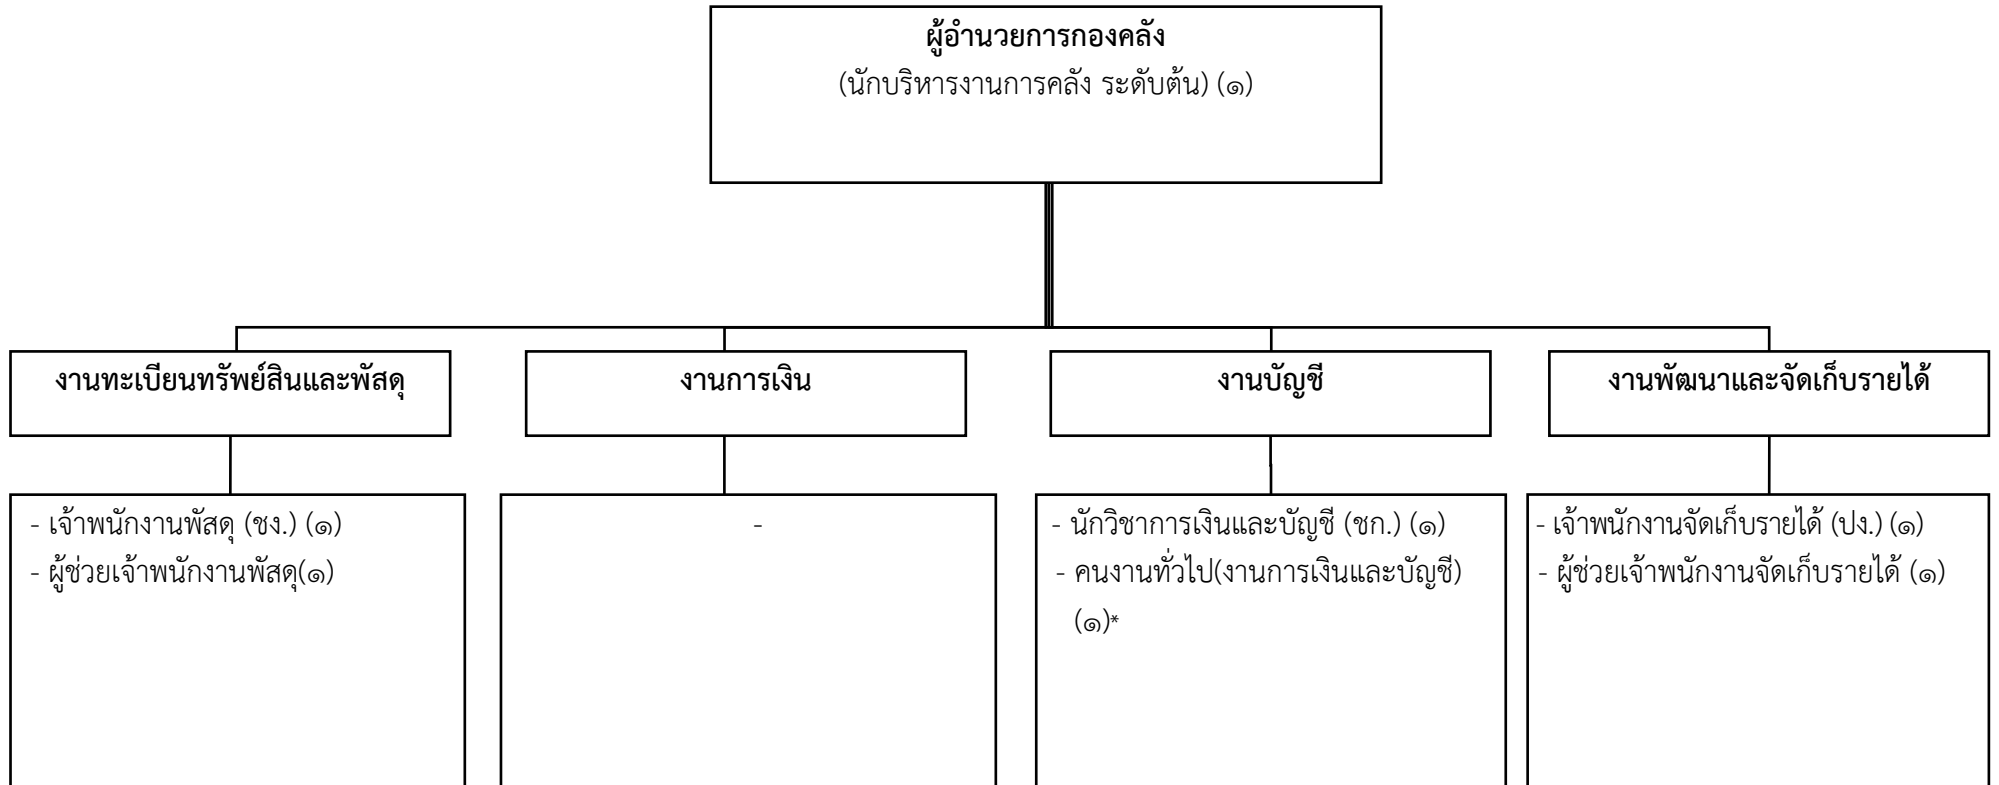 ผู้อำนวยการกองคลัง
(นักบริหารงานการคลัง ระดับต้น) (๑)
งานทะเบียนทรัพย์สินและพัสดุ
งานการเงิน
งานบัญชี
งานพัฒนาและจัดเก็บรายได้
- เจ้าพนักงานพัสดุ (ชง.) (๑)
- ผู้ช่วยเจ้าพนักงานพัสดุ(๑)
-
- นักวิชาการเงินและบัญชี (ชก.) (๑)
- คนงานทั่วไป(งานการเงินและบัญชี)
(๑)*
- เจ้าพนักงานจัดเก็บรายได้ (ปง.) (๑)
- ผู้ช่วยเจ้าพนักงานจัดเก็บรายได้ (๑)